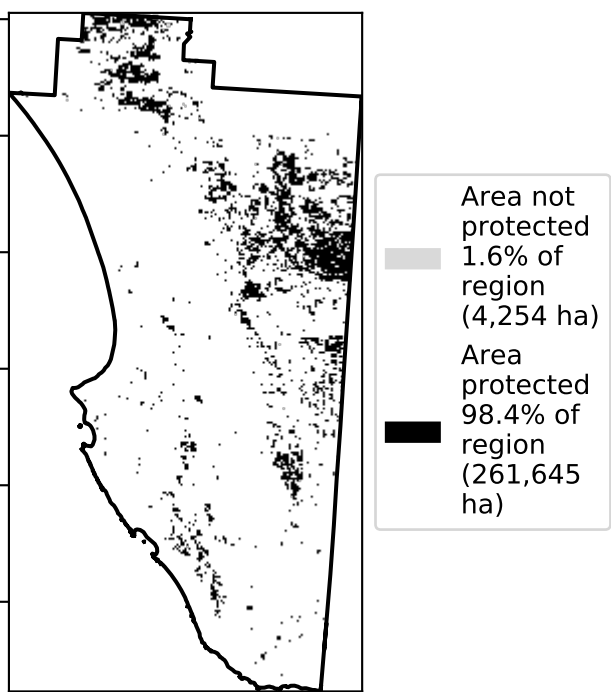 Area not
protected
1.6% of
region
(4,254 ha)
Area
protected
98.4% of
region
(261,645
ha)